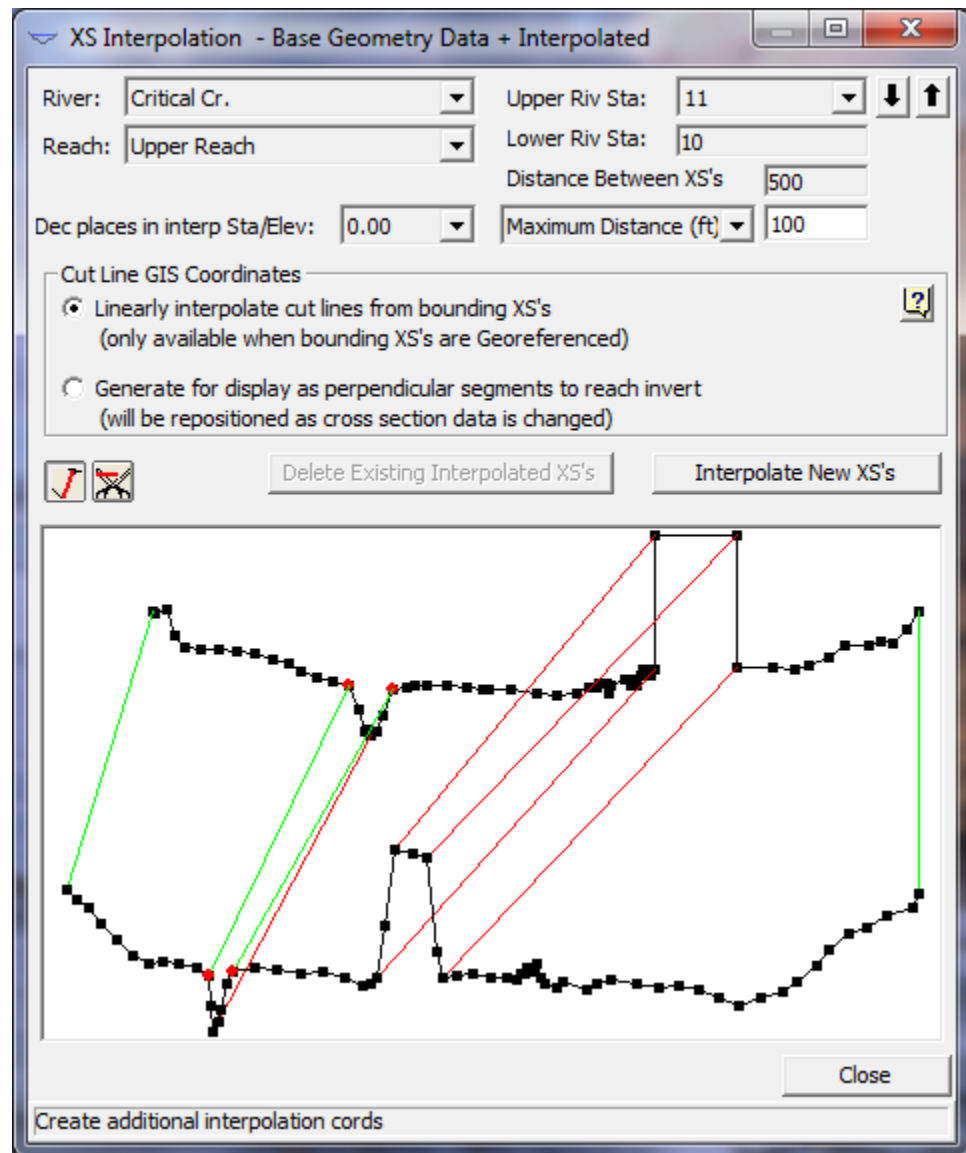 XS Interpolation - Base Geometry Data + Interpolated
River: Critical Cr. Upper Riv Sta: 11
Reach: Upper Reach Lower Riv Sta: 10
Distance Between XS's 500
Dec places in interp Sta/Elev: 0.00 Maximum Distance (ft) 100
Cut Line GIS Coordinates
Linearly interpolate cut lines from bounding XS's
(only available when bounding XS's are Georeferenced)
Generate for display as perpendicular segments to reach invert
(will be repositioned as cross section data is changed)
Delete Existing Interpolated XS's Interpolate New XS's
Close
Create additional interpolation cords